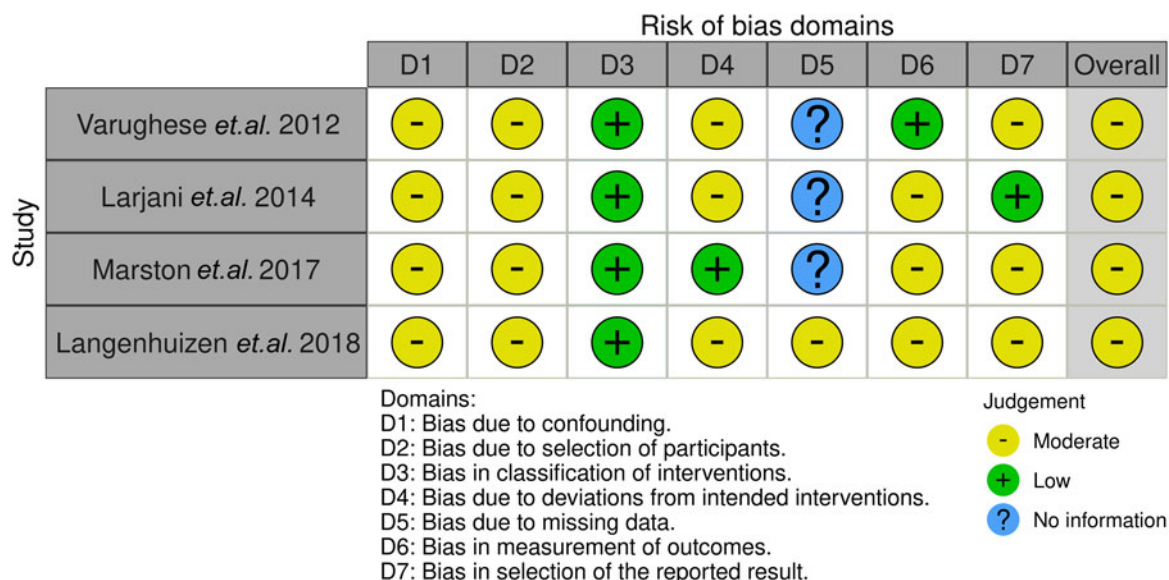 Risk of bias domains
D1 D2 D3 D4 D5 D6 D7 Overall
Study
Varughese et.al. 2012 - - + - ? + - -
Larjani et.al. 2014 - - + - ? - + -
Marston et.al. 2017 - - + + ? - - -
Langenhuizen et.al. 2018 - - + - - - - -
Domains:
D1: Bias due to confounding.
D2: Bias due to selection of participants.
D3: Bias in classification of interventions.
D4: Bias due to deviations from intended interventions.
D5: Bias due to missing data.
D6: Bias in measurement of outcomes.
D7: Bias in selection of the reported result.
Judgement
- Moderate
+ Low
? No information